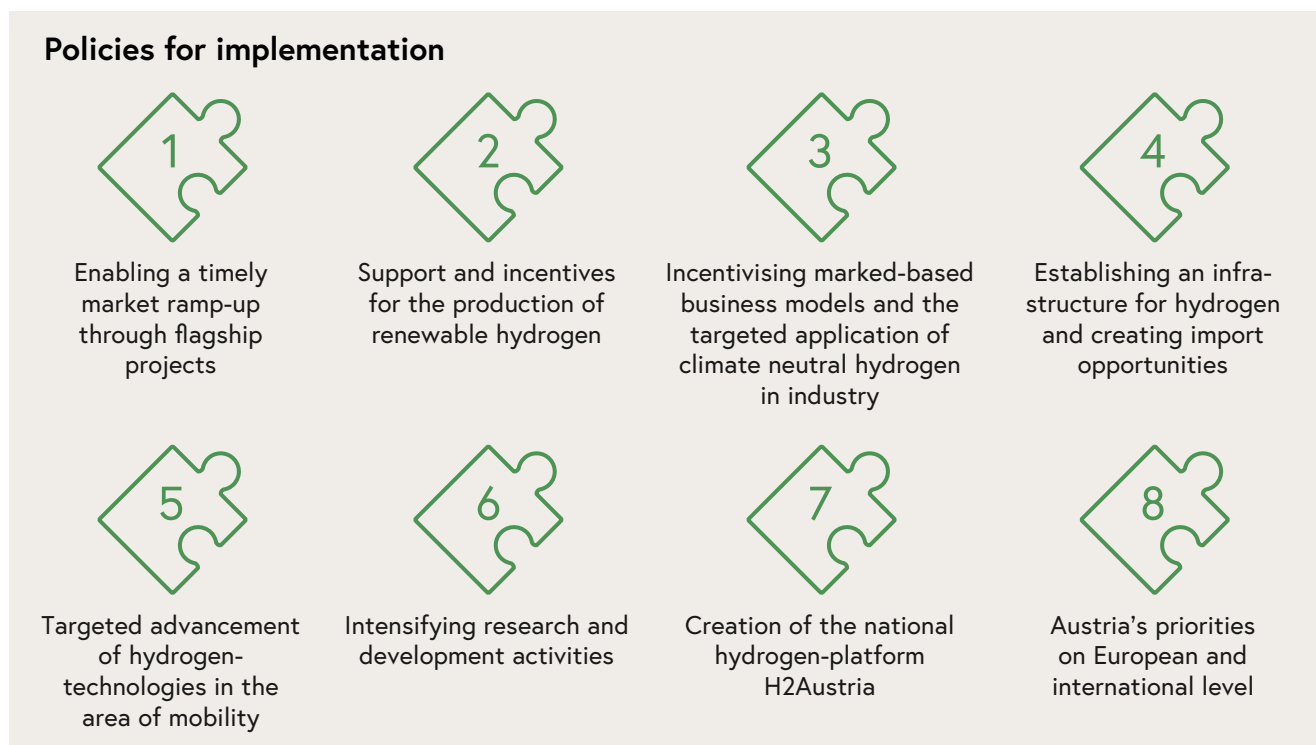 Policies for implementation
1
Enabling a timely
market ramp-up
through flagship
projects
2
Support and incentives
for the production of
renewable hydrogen
3
Incentivising marked-based
business models and the
targeted application of
climate neutral hydrogen
in industry
4
Establishing an infra-
structure for hydrogen
and creating import
opportunities
5
Targeted advancement
of hydrogen-
technologies in the
area of mobility
6
Intensifying research and
development activities
7
Creation of the national
hydrogen-platform
H2Austria
8
Austria’s priorities
on European and
international level